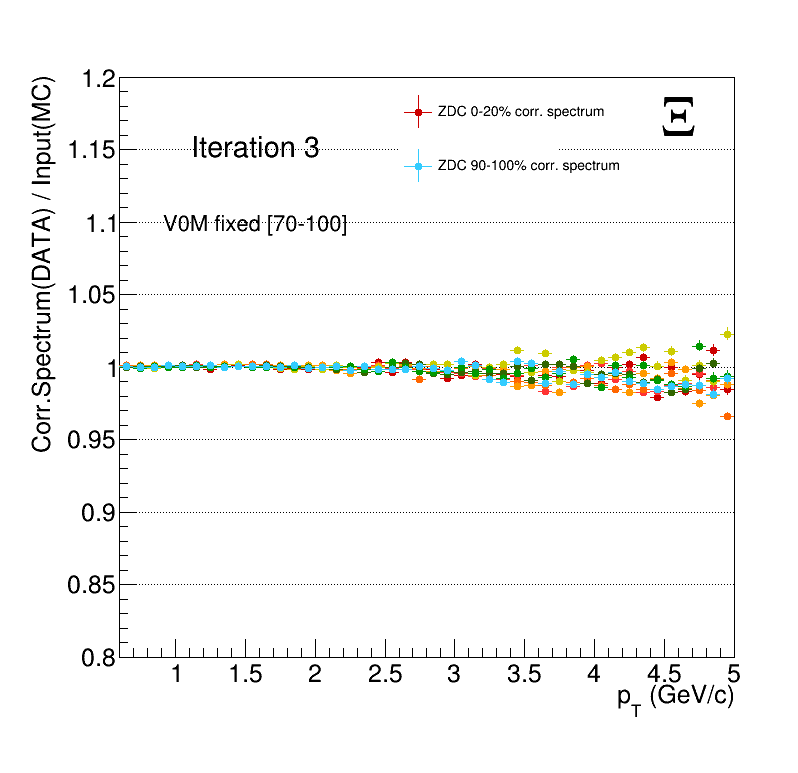 1.2
ZDC 0-20% corr. spectrum
Ξ
1.15
Iteration 3
ZDC 90-100% corr. spectrum
1.1
V0M fixed [70-100]
1.05
1
0.95
0.9
0.85
0.8
Corr.Spectrum(DATA) / Input(MC)
1 1.5 2 2.5 3 3.5 4 4.5 5
p_T (GeV/c)